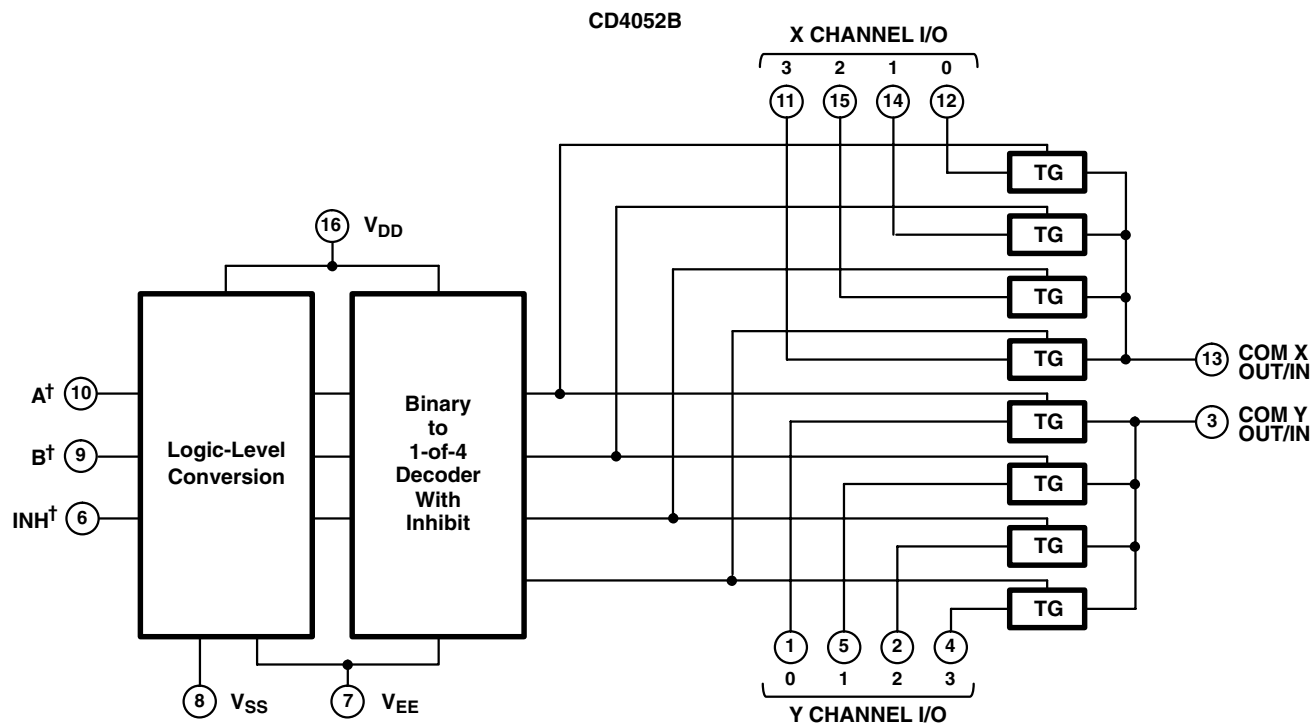 CD4052B
X CHANNEL I/O
3 2 1 0
11 15 14 12
TG
TG
TG
TG
13 COM X
OUT/IN
16 VDD
A† 10
B† 9
INH† 6
Logic-Level
Conversion
Binary
to
1-of-4
Decoder
With
Inhibit
TG
3 COM Y
OUT/IN
TG
TG
TG
8 VSS
7 VEE
1 5 2 4
0 1 2 3
Y CHANNEL I/O